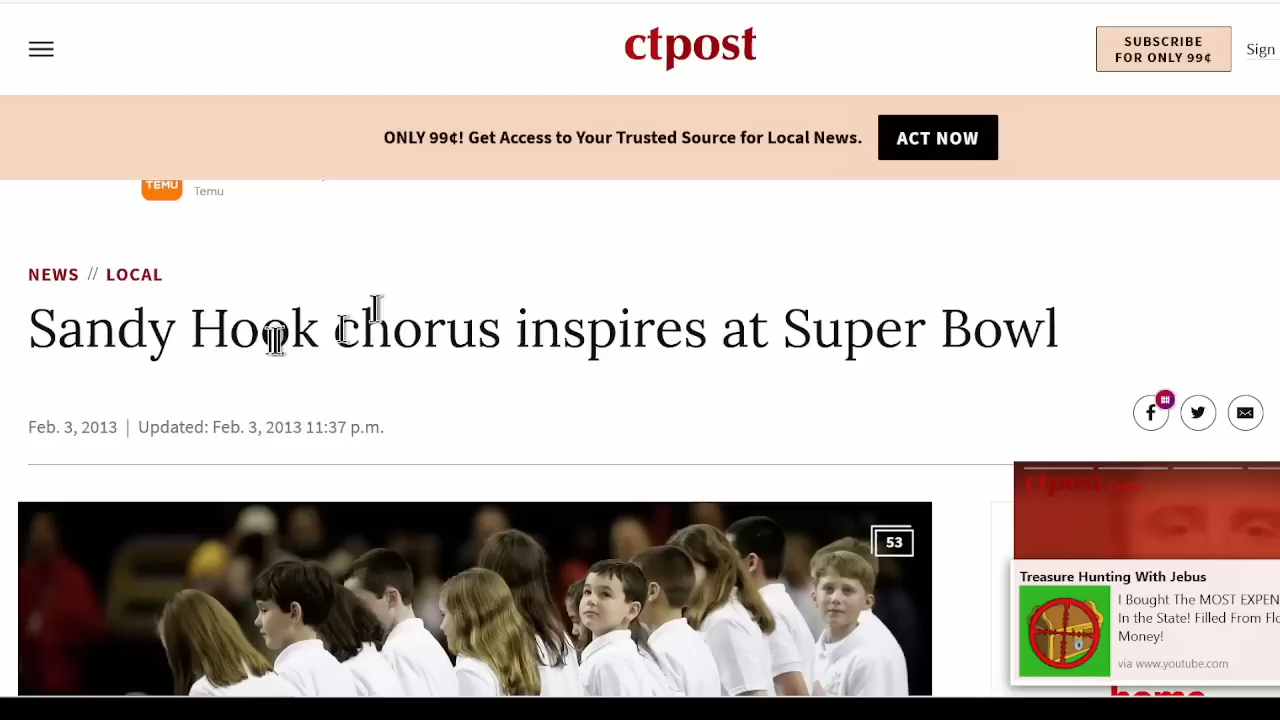 ctpost
SUBSCRIBE
FOR ONLY 99¢
Sign
ONLY 99¢! Get Access to Your Trusted Source for Local News.
ACT NOW
TEMU
Temu
NEWS // LOCAL
Sandy Hook chorus inspires at Super Bowl
Feb. 3, 2013 | Updated: Feb. 3, 2013 11:37 p.m.
53
ctpost.com
Treasure Hunting With Jebus
I Bought The MOST EXPEN
In the State! Filled From Flo
Money!
via www.youtube.com
home